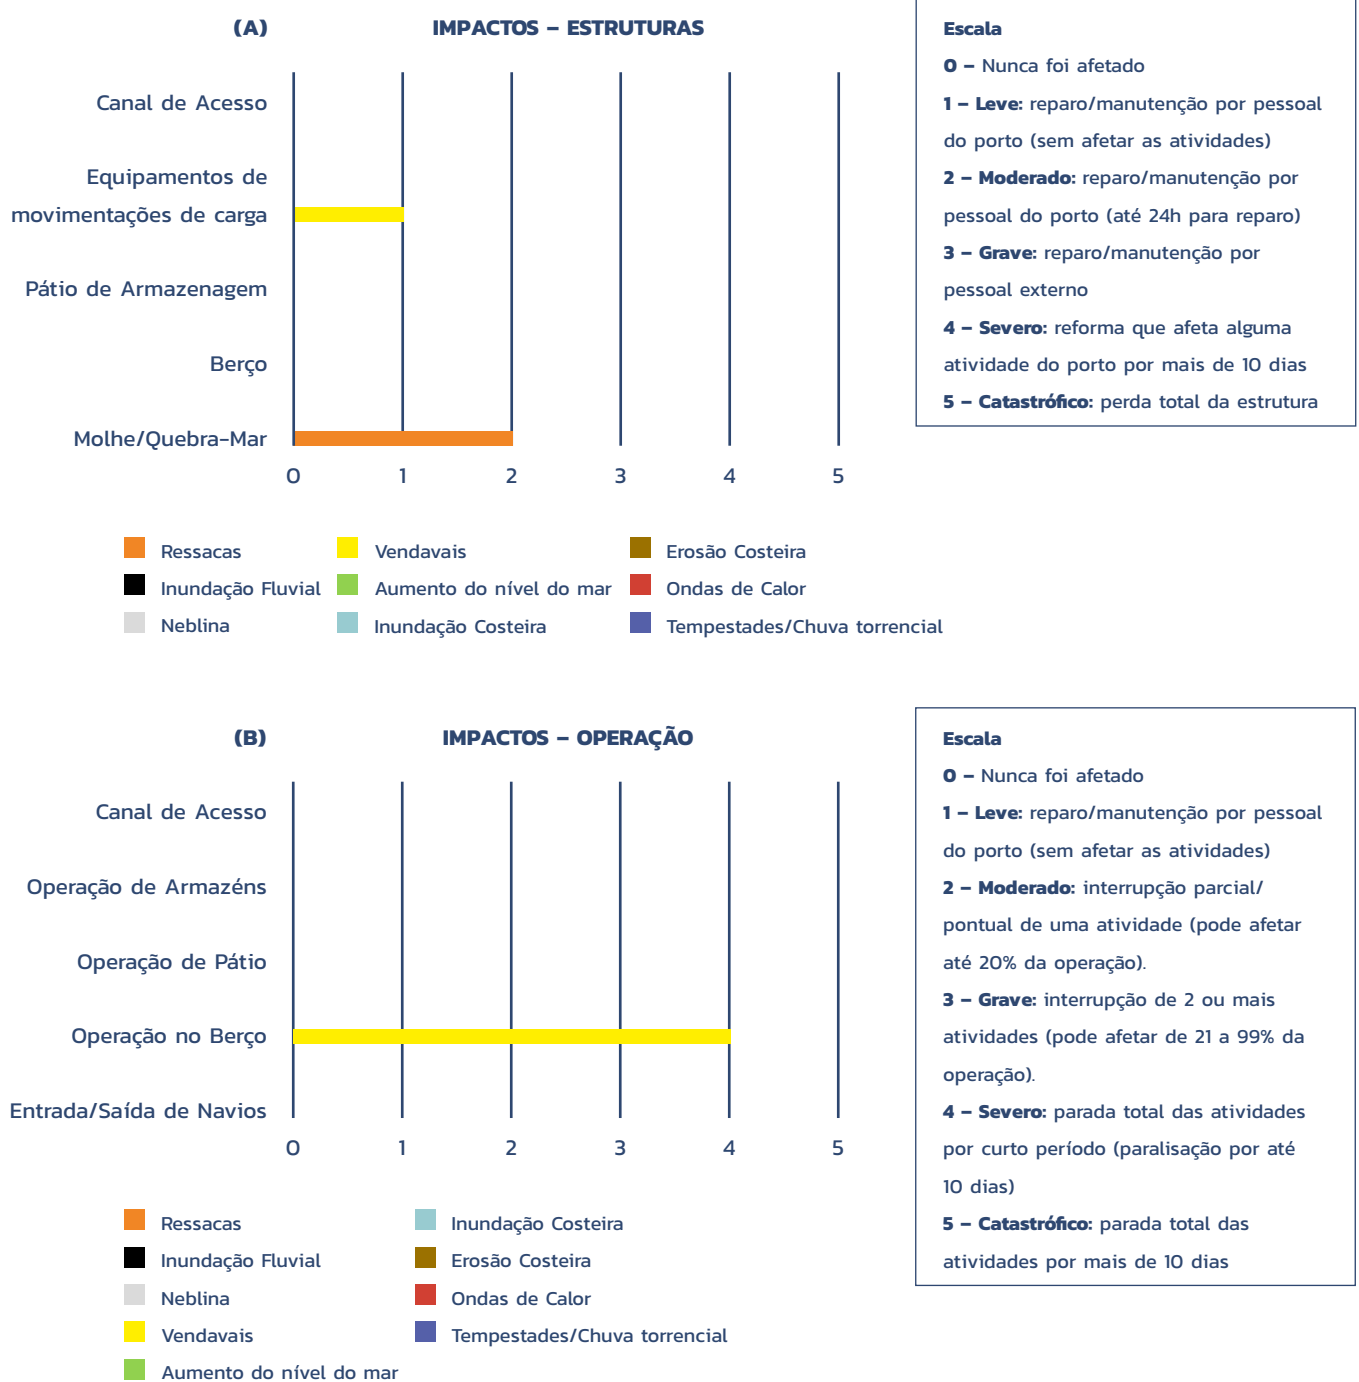 (A)
IMPACTOS – ESTRUTURAS
Canal de Acesso
Equipamentos de
movimentações de carga
Pátio de Armazenagem
Berço
Molhe/Quebra-Mar
0 1 2 3 4 5
Ressacas
Vendavais
Erosão Costeira
Inundação Fluvial
Aumento do nível do mar
Ondas de Calor
Neblina
Inundação Costeira
Tempestades/Chuva torrencial
Escala
0 – Nunca foi afetado
1 – Leve: reparo/manutenção por pessoal
do porto (sem afetar as atividades)
2 – Moderado: reparo/manutenção por
pessoal do porto (até 24h para reparo)
3 – Grave: reparo/manutenção por
pessoal externo
4 – Severo: reforma que afeta alguma
atividade do porto por mais de 10 dias
5 – Catastrófico: perda total da estrutura
(B)
IMPACTOS – OPERAÇÃO
Canal de Acesso
Operação de Armazéns
Operação de Pátio
Operação no Berço
Entrada/Saída de Navios
0 1 2 3 4 5
Ressacas
Inundação Fluvial
Neblina
Vendavais
Aumento do nível do mar
Inundação Costeira
Erosão Costeira
Ondas de Calor
Tempestades/Chuva torrencial
Escala
0 – Nunca foi afetado
1 – Leve: reparo/manutenção por pessoal
do porto (sem afetar as atividades)
2 – Moderado: interrupção parcial/
pontual de uma atividade (pode afetar
até 20% da operação).
3 – Grave: interrupção de 2 ou mais
atividades (pode afetar de 21 a 99% da
operação).
4 – Severo: parada total das atividades
por curto período (paralisação por até
10 dias)
5 – Catastrófico: parada total das
atividades por mais de 10 dias